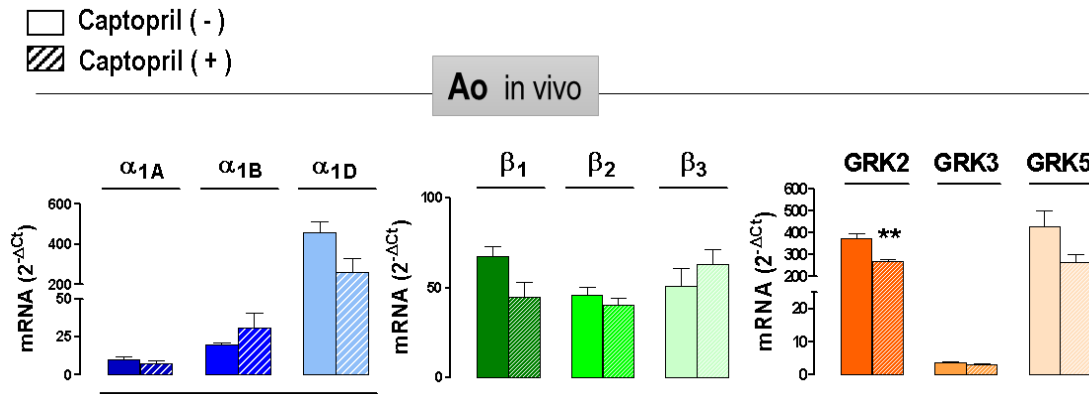 Captopril ( - )
Captopril ( + )
Ao in vivo
α1A α1B α1D
mRNA (2^-ΔCt)
600
400
200
50
25
0
β1 β2 β3
mRNA (2^-ΔCt)
100
50
0
GRK2 GRK3 GRK5
mRNA (2^-ΔCt)
600
500
400
300
200
20
10
0
**